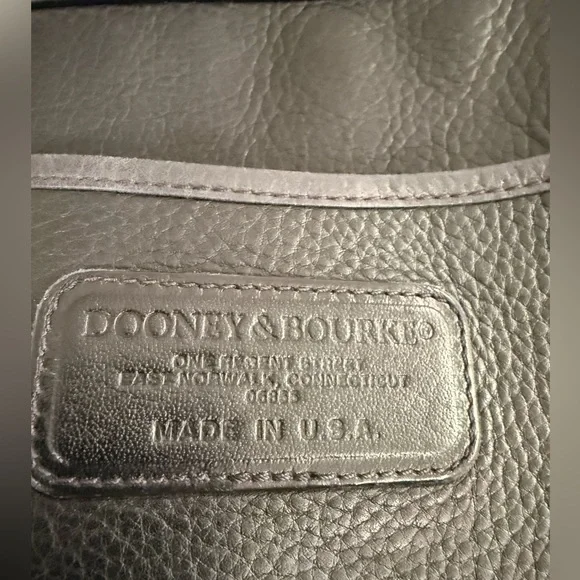 DOONEY & BOURKE®
ONE REGENT STREET
EAST NORWALK, CONNECTICUT
06855
MADE IN U.S.A.